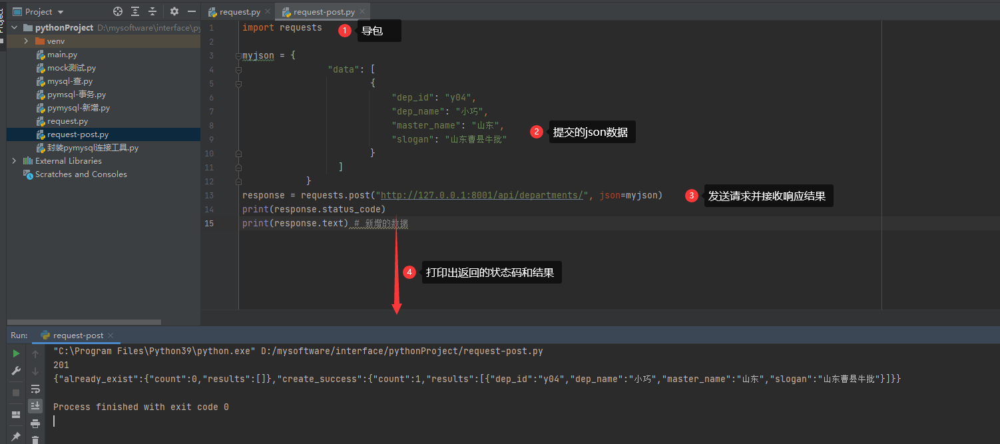 Project
request.py
request-post.py
pythonProject D:\mysoftware\interface\py
venv
main.py
mock测试.py
mysql-查.py
pymsql-事务.py
pymysql-新增.py
request.py
request-post.py
封装pymysql连接工具.py
External Libraries
Scratches and Consoles
1 import requests
1 导包
2
3 myjson = {
4 "data": [
5 {
6 "dep_id": "y04",
7 "dep_name": "小巧",
8 "master_name": "山东",
2 提交的json数据
9 "slogan": "山东曹县牛批"
10 }
11 ]
12 }
13 response = requests.post("http://127.0.0.1:8001/api/departments/", json=myjson)
3 发送请求并接收响应结果
14 print(response.status_code)
15 print(response.text) # 新增的数据
4 打印出返回的状态码和结果
Run: request-post
"C:\Program Files\Python39\python.exe" D:/mysoftware/interface/pythonProject/request-post.py
201
{"already_exist":{"count":0,"results":[]},"create_success":{"count":1,"results":[{"dep_id":"y04","dep_name":"小巧","master_name":"山东","slogan":"山东曹县牛批"}]}}
Process finished with exit code 0